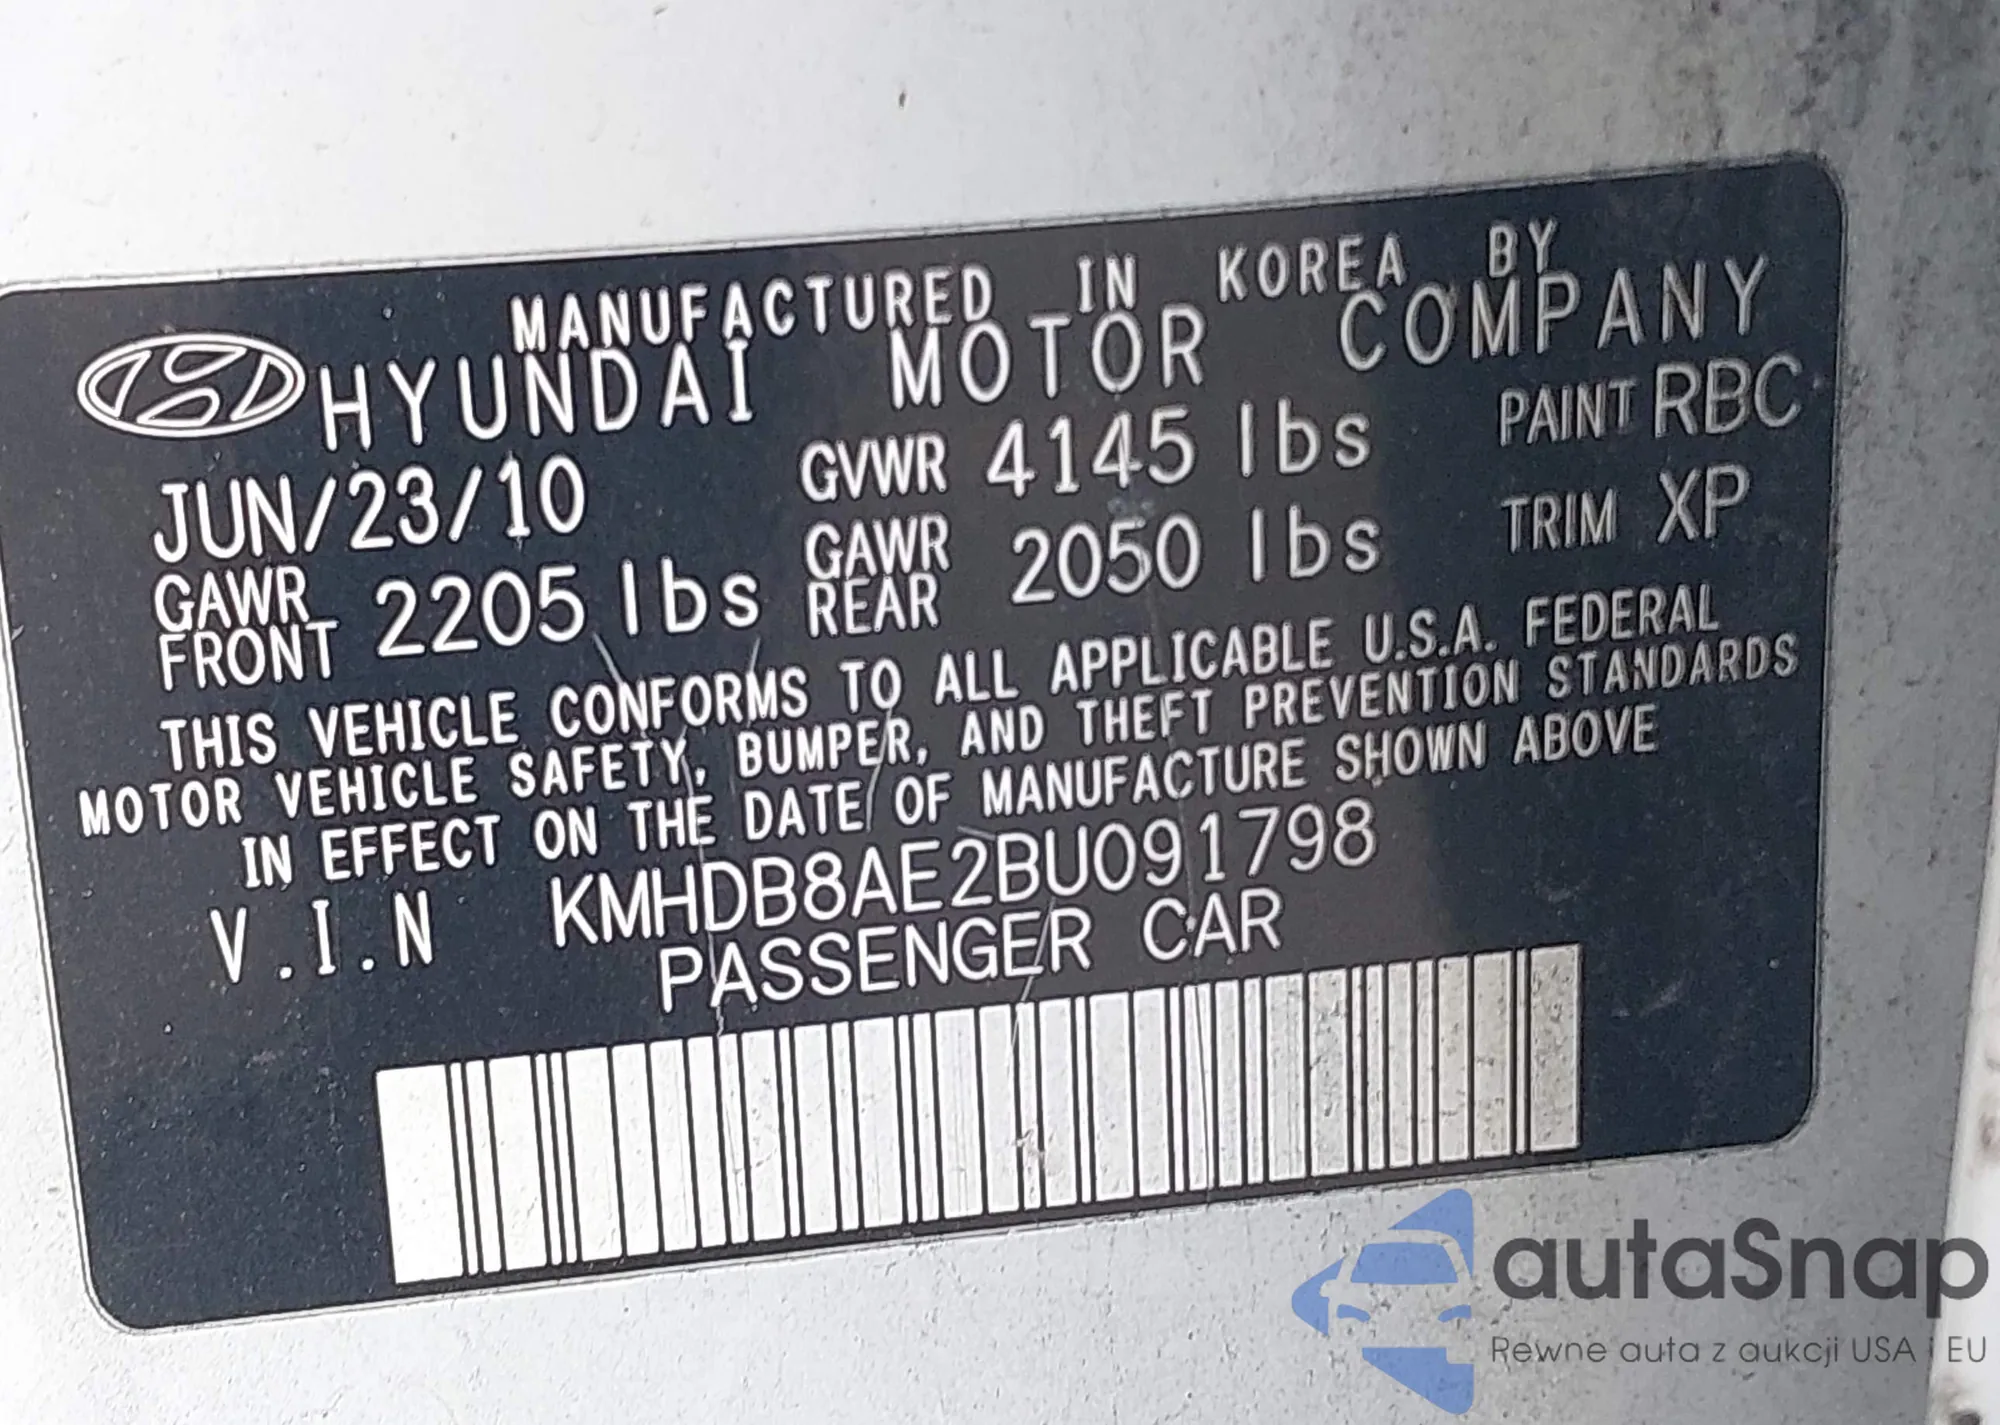 MANUFACTURED IN KOREA BY
HYUNDAI MOTOR COMPANY
JUN/23/10 GVWR 4145 lbs PAINT RBC
GAWR FRONT 2205 lbs GAWR REAR 2050 lbs TRIM XP
THIS VEHICLE CONFORMS TO ALL APPLICABLE U.S.A. FEDERAL
MOTOR VEHICLE SAFETY, BUMPER, AND THEFT PREVENTION STANDARDS
IN EFFECT ON THE DATE OF MANUFACTURE SHOWN ABOVE
V.I.N KMHDB8AE2BU091798
PASSENGER CAR
autaSnap
Pewne auta z aukcji USA i EU